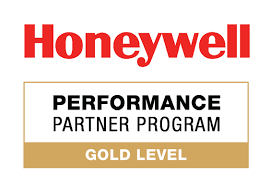 Honeywell
PERFORMANCE
PARTNER PROGRAM
GOLD LEVEL